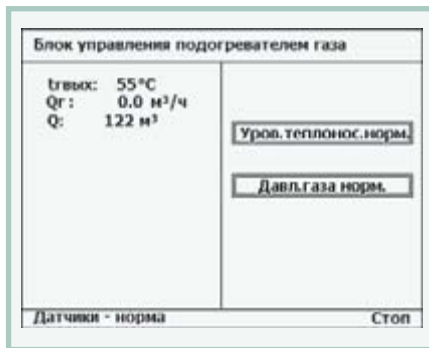 Блок управления подогревателем газа
tгвых: 55°C
Qг: 0.0 м³/ч
Q: 122 м³
Уров.теплонос.норм.
Давл.газа норм.
Датчики - норма
Стоп